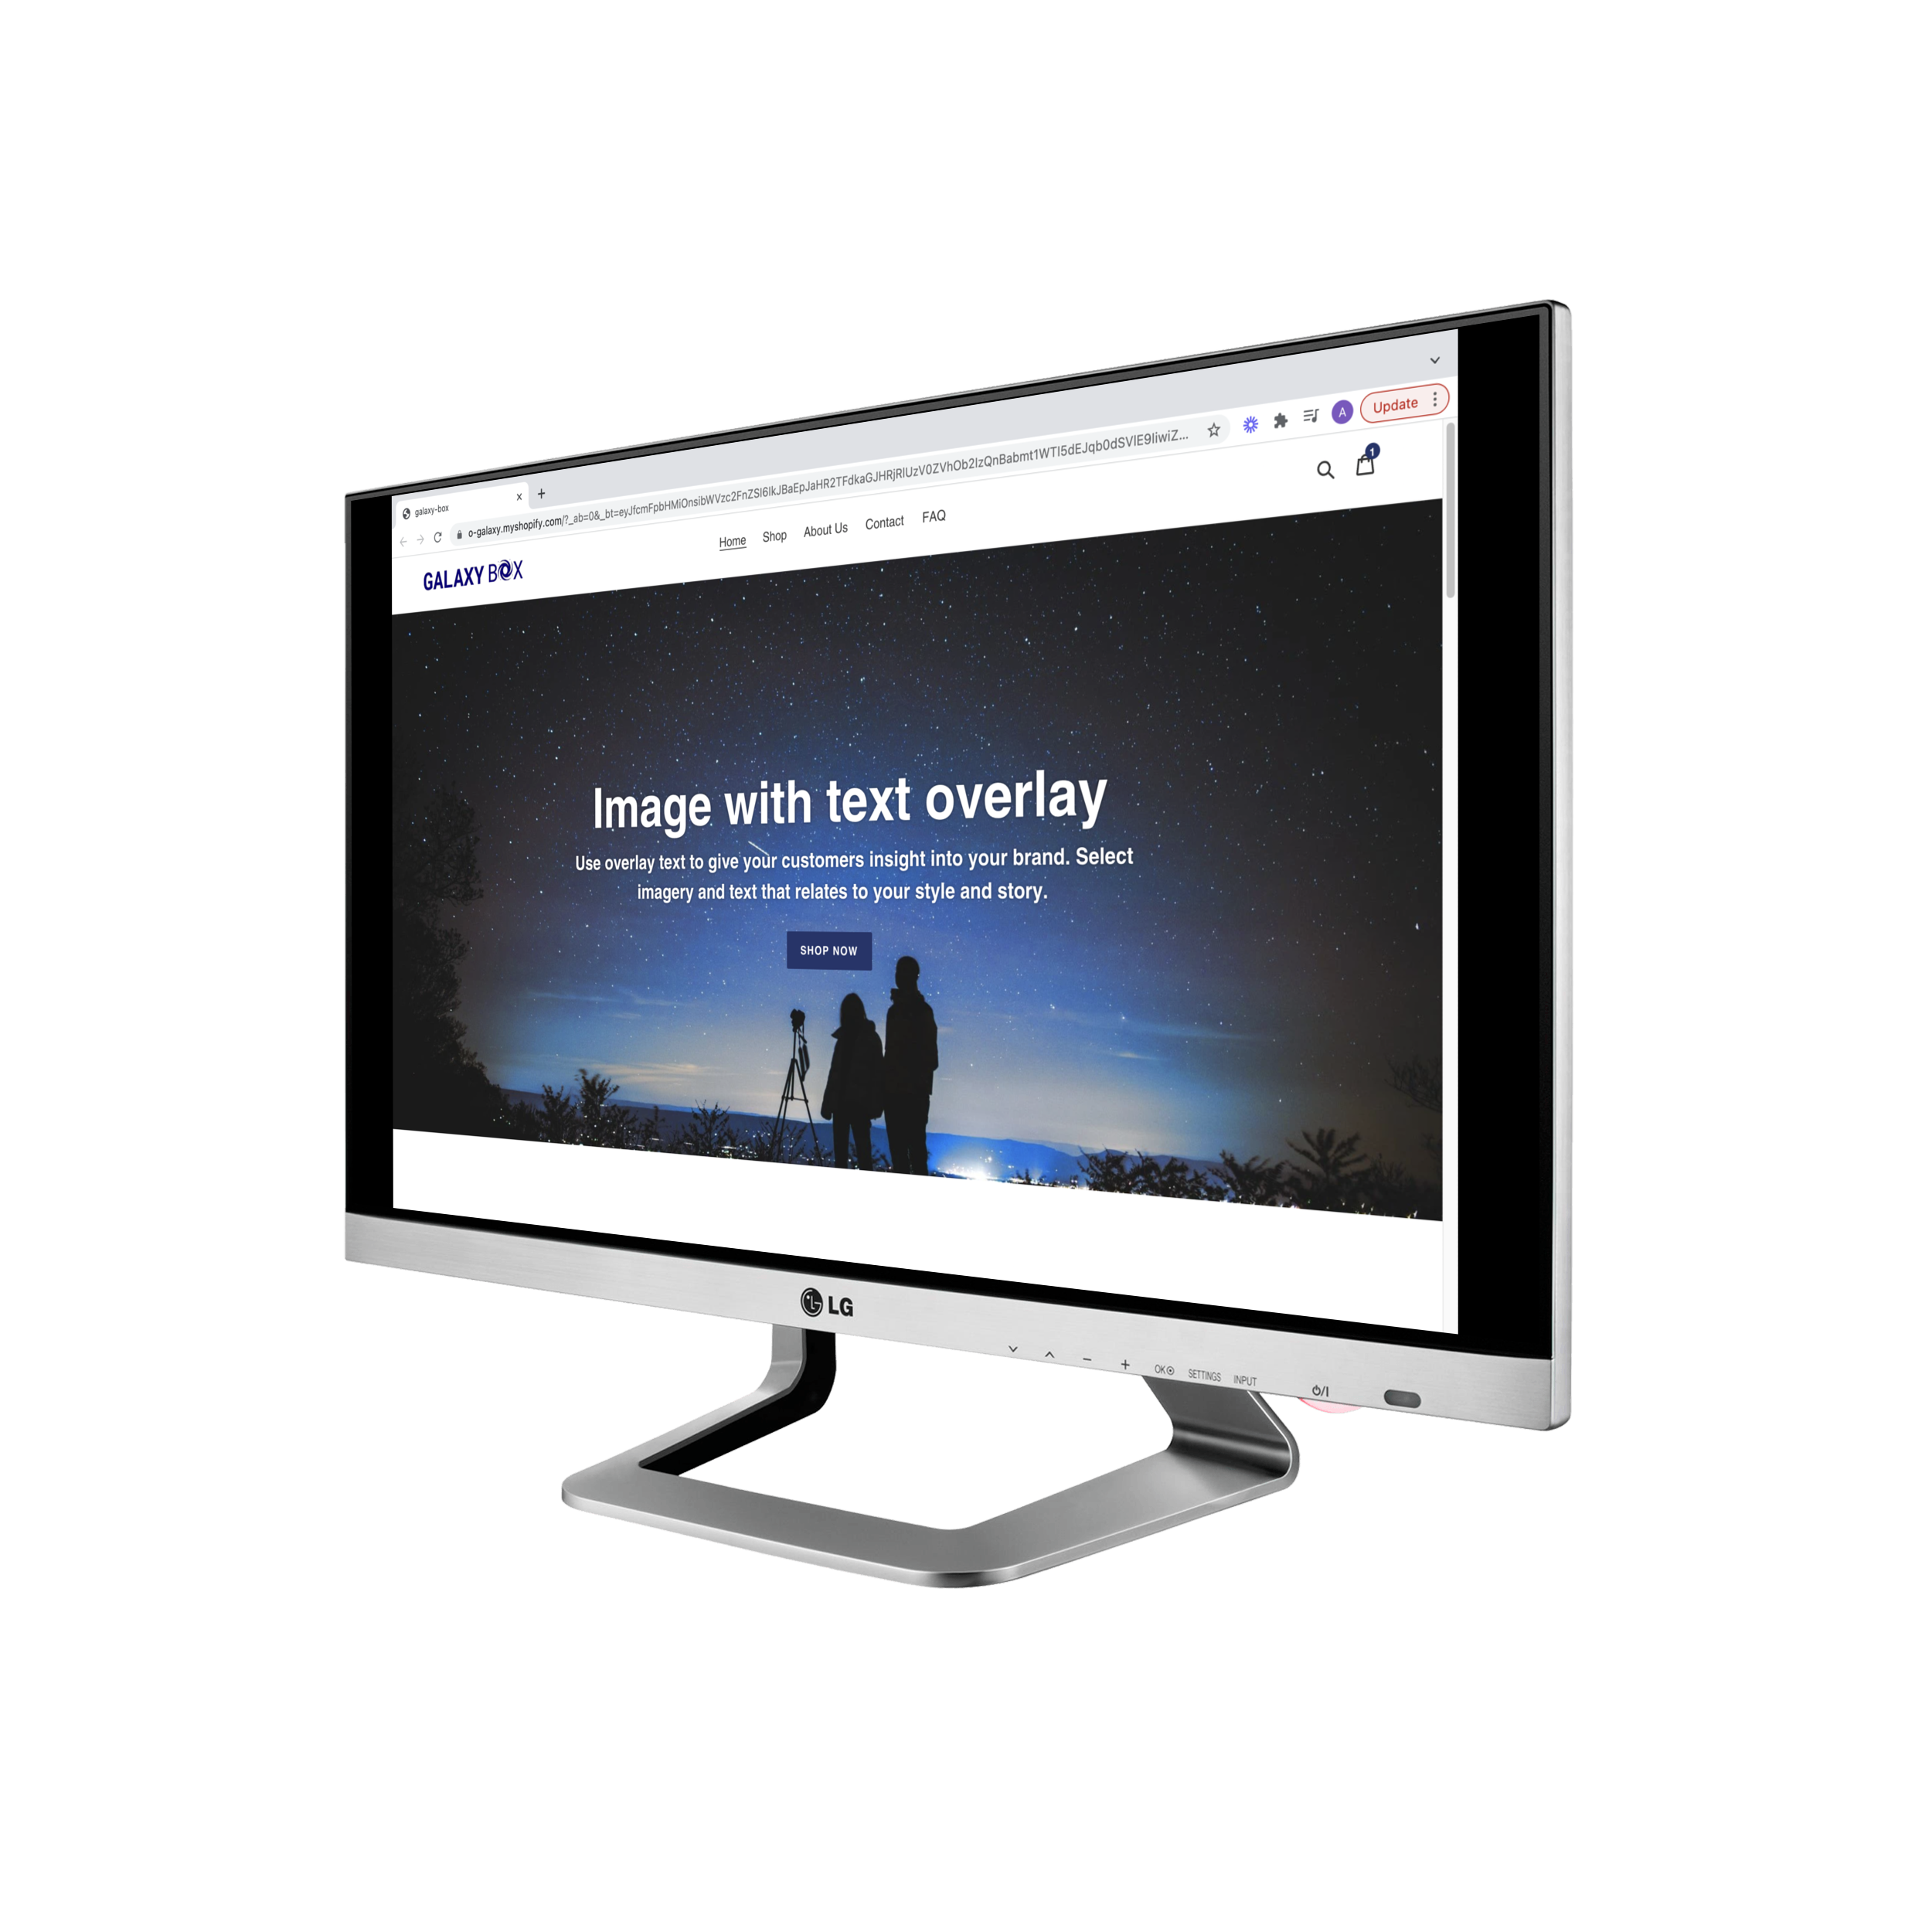 galaxy-box
o-galaxy.myshopify.com/?_ab=0&_bt=eyJfcmFpbHMiOnsibWVzc2FnZSI6IkJBaEpJaHR2TFdkaGJHRjRlUzV0ZVhOb2IzQnBabmt1WTI5dEJqb0dSVlE9IiwiZ...
A
Update
GALAXY BOX
Home Shop About Us Contact FAQ
1
Image with text overlay
Use overlay text to give your customers insight into your brand. Select
imagery and text that relates to your style and story.
SHOP NOW
LG
OK SETTINGS INPUT